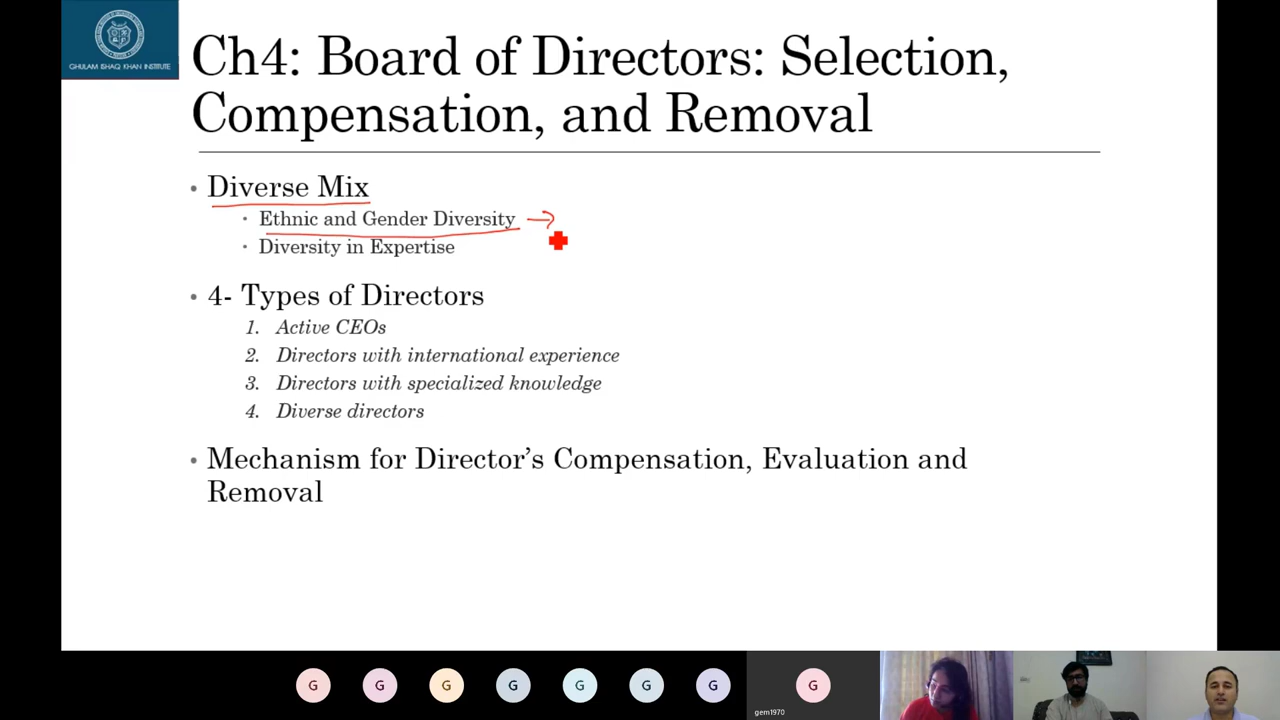 GHULAM ISHAQ KHAN INSTITUTE
Ch4: Board of Directors: Selection,
Compensation, and Removal
• Diverse Mix
• Ethnic and Gender Diversity
• Diversity in Expertise
• 4- Types of Directors
1. Active CEOs
2. Directors with international experience
3. Directors with specialized knowledge
4. Diverse directors
• Mechanism for Director's Compensation, Evaluation and
Removal
G G G G G G G G
gem1970